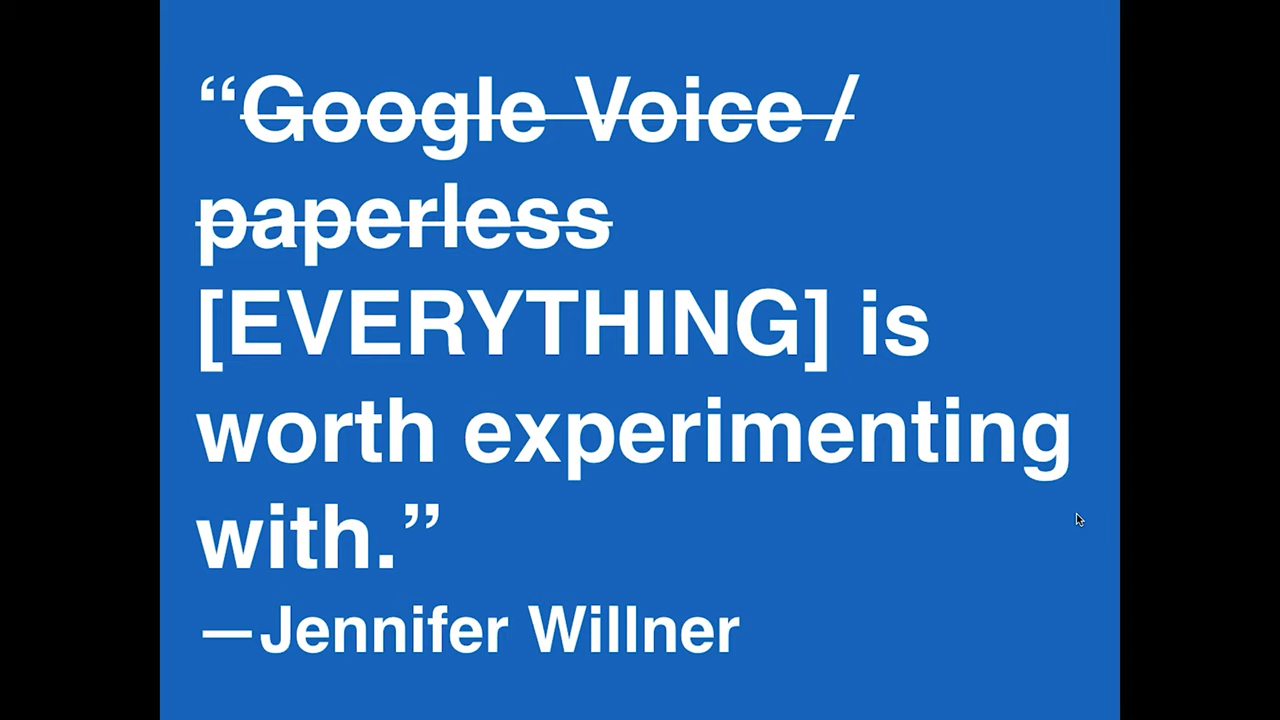 “Google Voice /
paperless
[EVERYTHING] is
worth experimenting
with.”
—Jennifer Willner